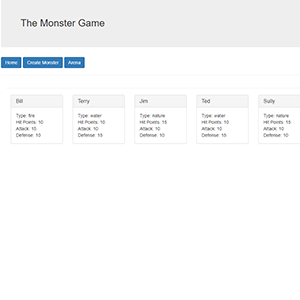 The Monster Game
Home Create Monster Arena
Bill
Type: fire
Hit Points: 10
Attack: 10
Defense: 10
Terry
Type: water
Hit Points: 10
Attack: 10
Defense: 10
Jim
Type: nature
Hit Points: 15
Attack: 10
Defense: 15
Ted
Type: water
Hit Points: 15
Attack: 10
Defense: 10
Sully
Type: nature
Hit Points: 15
Attack: 10
Defense: 15